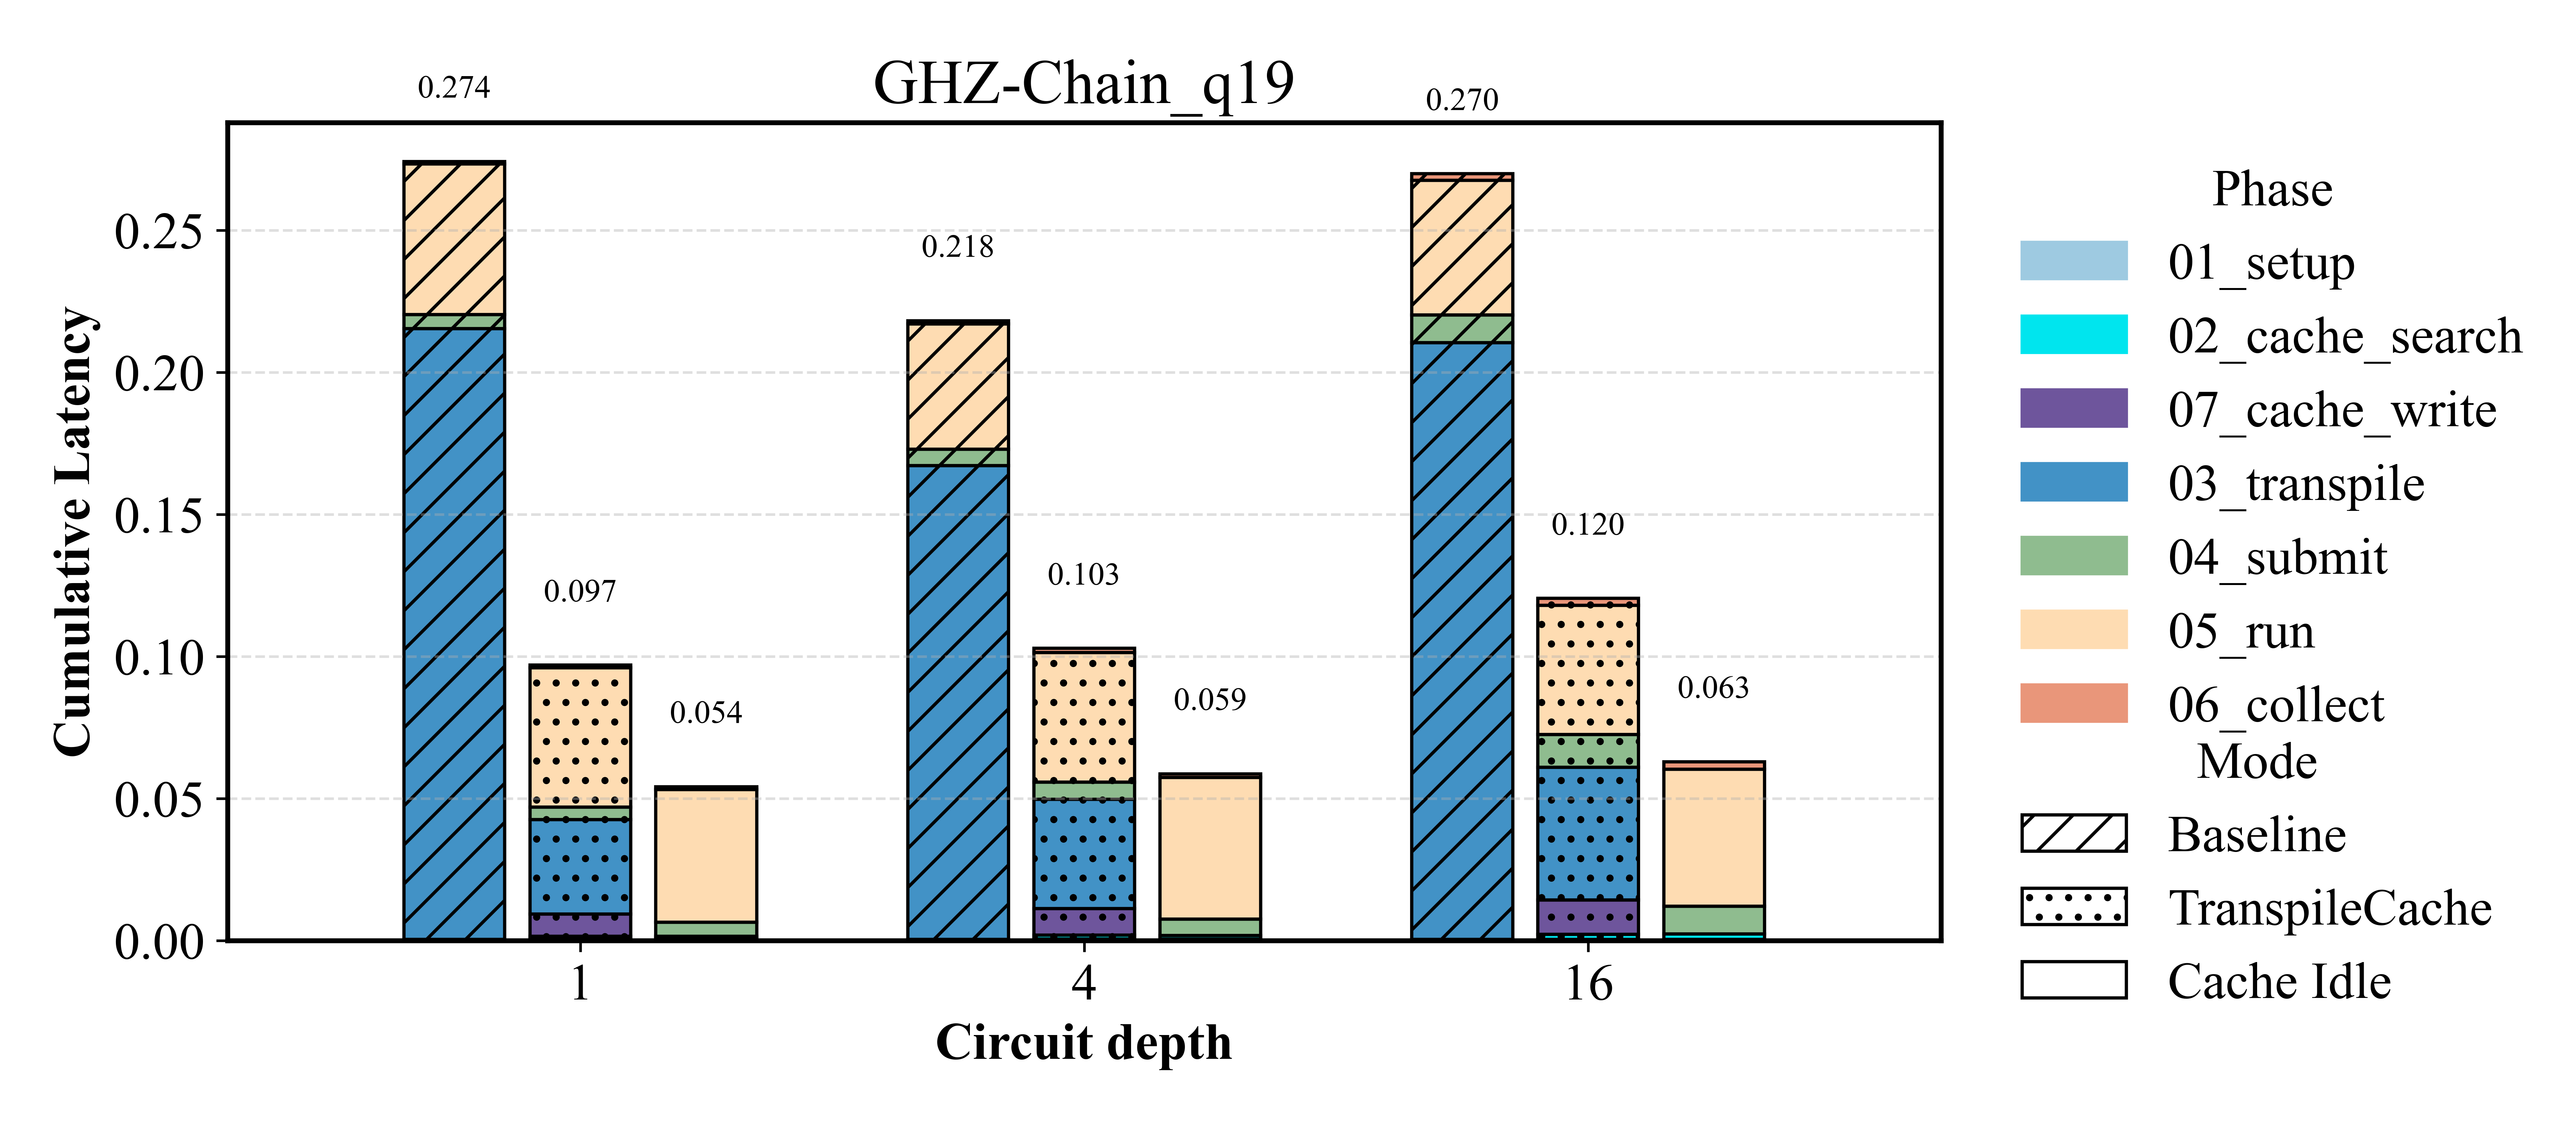 GHZ-Chain_q19
Cumulative Latency
0.25
0.20
0.15
0.10
0.05
0.00
0.274
0.097
0.054
0.218
0.103
0.059
0.270
0.120
0.063
1
4
16
Circuit depth
Phase
01_setup
02_cache_search
07_cache_write
03_transpile
04_submit
05_run
06_collect
Mode
Baseline
TranspileCache
Cache Idle